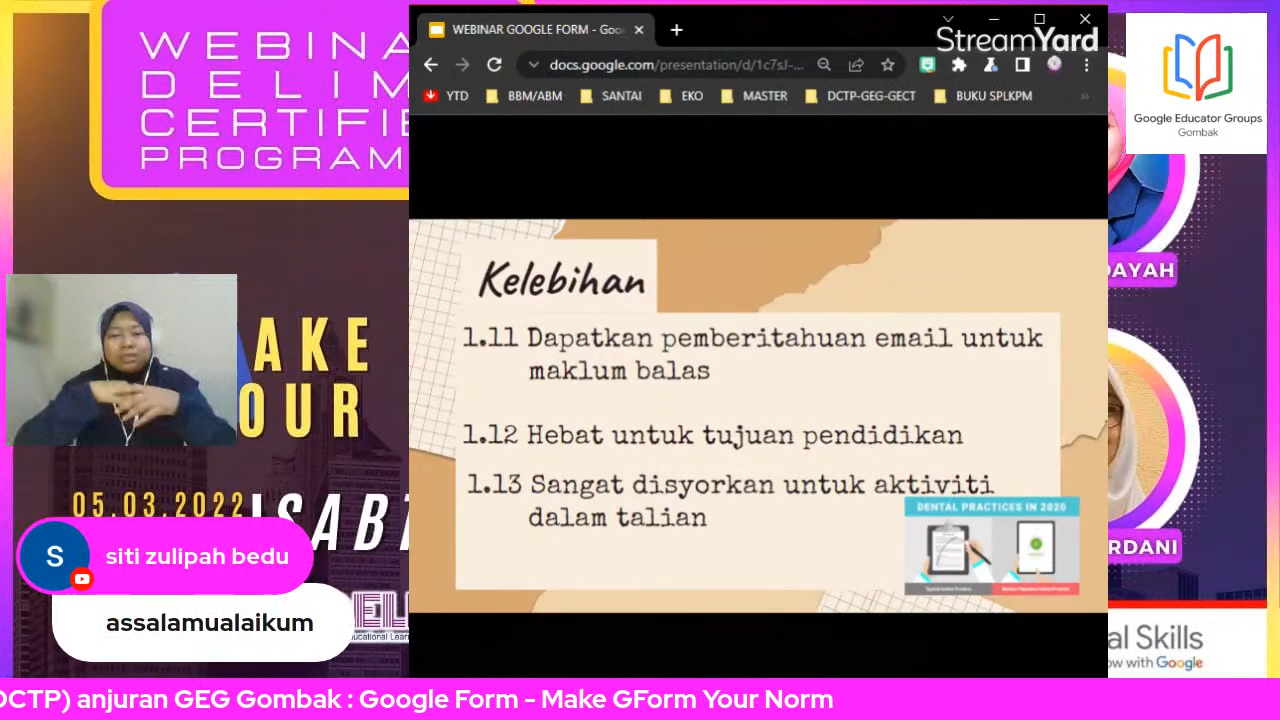 WEBINA
DELIM
CERTIFIE
PROGRAM
WEBINAR GOOGLE FORM - Goo
StreamYard
docs.google.com/presentation/d/1c7sJ-...
YTD
BBM/ABM
SANTAI
EKO
MASTER
DCTP-GEG-GECT
BUKU SPLKPM
»
Google Educator Groups
Gombak
Kelebihan
1.11 Dapatkan pemberitahuan email untuk
maklum balas
1.12 Hebat untuk tujuan pendidikan
1.13 Sangat disyorkan untuk aktiviti
dalam talian
DENTAL PRACTICES IN 2020
AKE
OUR
05.03.2022
SABT
DAYAH
RDANI
S
siti zulipah bedu
assalamualaikum
al Skills
ow with Google
DCTP) anjuran GEG Gombak : Google Form - Make GForm Your Norm